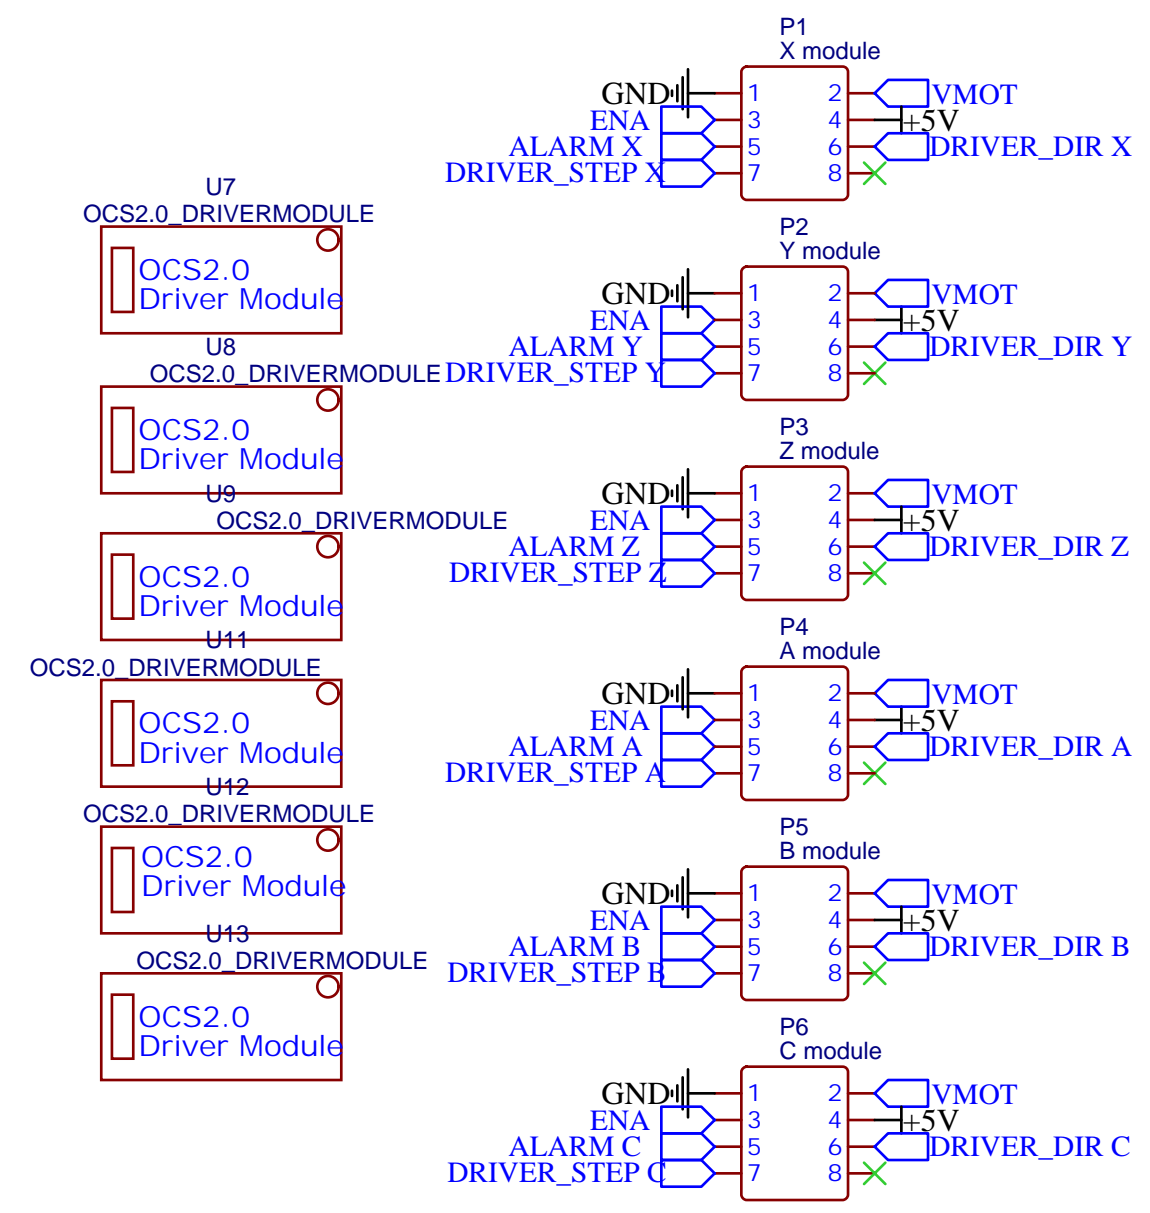 U7
OCS2.0_DRIVERMODULE
OCS2.0
Driver Module
U8
OCS2.0_DRIVERMODULE
OCS2.0
Driver Module
U9
OCS2.0_DRIVERMODULE
OCS2.0
Driver Module
U11
OCS2.0_DRIVERMODULE
OCS2.0
Driver Module
U12
OCS2.0_DRIVERMODULE
OCS2.0
Driver Module
U13
OCS2.0_DRIVERMODULE
OCS2.0
Driver Module
P1
X module
GND 1 2 VMOT
ENA 3 4 +5V
ALARM X 5 6 DRIVER_DIR X
DRIVER_STEP X 7 8
P2
Y module
GND 1 2 VMOT
ENA 3 4 +5V
ALARM Y 5 6 DRIVER_DIR Y
DRIVER_STEP Y 7 8
P3
Z module
GND 1 2 VMOT
ENA 3 4 +5V
ALARM Z 5 6 DRIVER_DIR Z
DRIVER_STEP Z 7 8
P4
A module
GND 1 2 VMOT
ENA 3 4 +5V
ALARM A 5 6 DRIVER_DIR A
DRIVER_STEP A 7 8
P5
B module
GND 1 2 VMOT
ENA 3 4 +5V
ALARM B 5 6 DRIVER_DIR B
DRIVER_STEP B 7 8
P6
C module
GND 1 2 VMOT
ENA 3 4 +5V
ALARM C 5 6 DRIVER_DIR C
DRIVER_STEP C 7 8